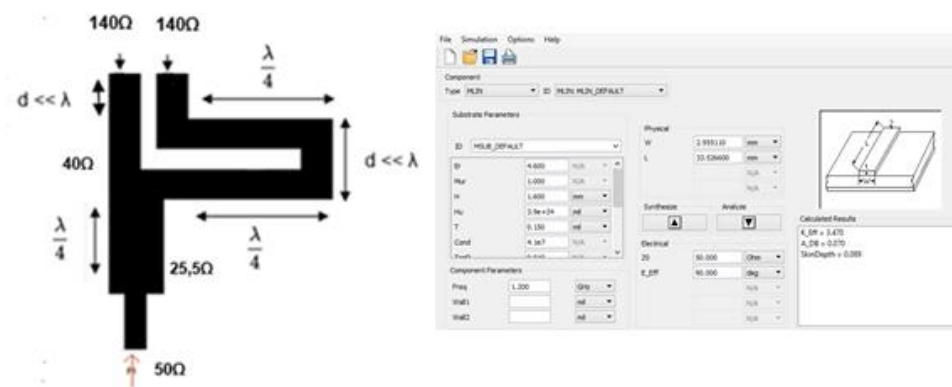 140Ω 140Ω
λ
4
d << λ
40Ω
d << λ
λ
4
λ
4
25,5Ω
50Ω
File Simulation Options Help
Component
Type MLIN ID MLIN: MLIN_DEFAULT
Substrate Parameters
ID MSUB_DEFAULT
Er 4.600 N/A
Mur 1.000 N/A
H 1.600 mm
Hu 3.9e+34 mil
T 0.150 mil
Cond 4.1e7 N/A
Component Parameters
Freq 1.200 GHz
Wall1 mil
Wall2 mil
Physical
W 2.955110 mm
L 33.526600 mm
N/A
N/A
Synthesize Analyze
Electrical
Z0 50.000 Ohm
E_Eff 90.000 deg
N/A
N/A
N/A
Calculated Results
K_Eff = 3.470
A_DB = 0.070
SkinDepth = 0.089